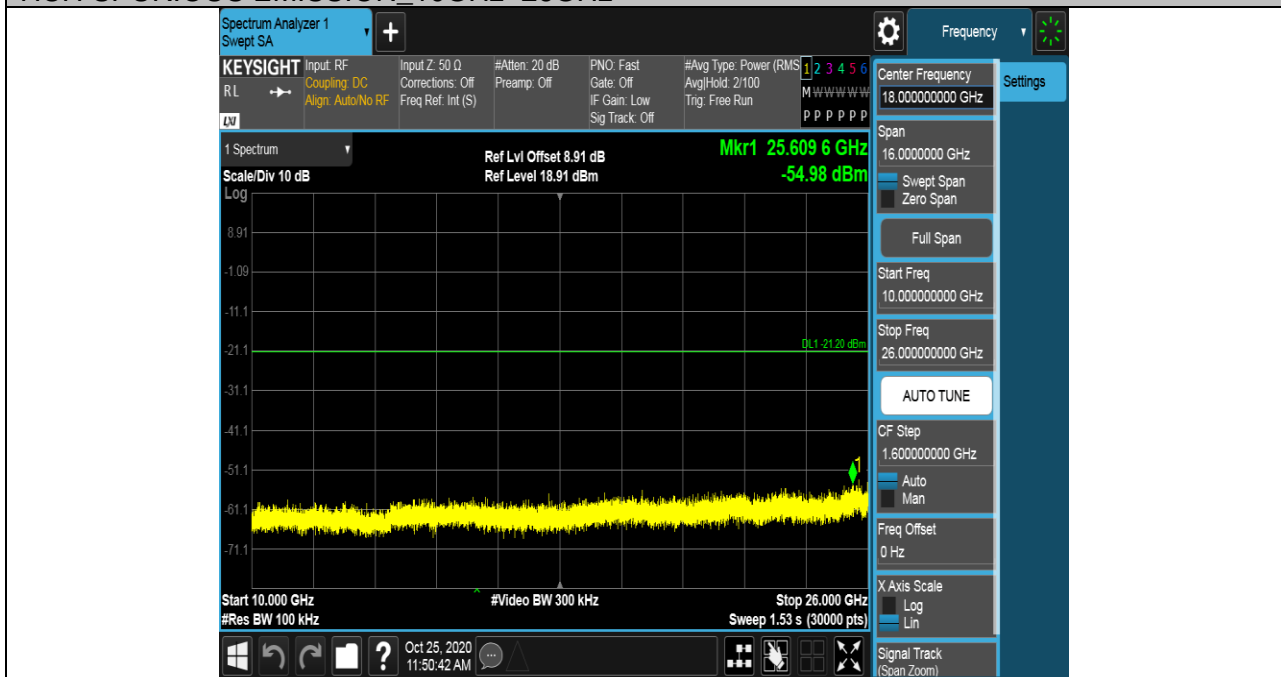 Spectrum Analyzer 1
Swept SA
+
Frequency
KEYSIGHT
RL
LXI
Input: RF
Coupling: DC
Align: Auto/No RF
Input Z: 50 Ω
Corrections: Off
Freq Ref: Int (S)
#Atten: 20 dB
Preamp: Off
PNO: Fast
Gate: Off
IF Gain: Low
Sig Track: Off
#Avg Type: Power (RMS
Avg|Hold: 2/100
Trig: Free Run
1 2 3 4 5 6
M W W W W W
P P P P P P
1 Spectrum
Scale/Div 10 dB
Log
Ref Lvl Offset 8.91 dB
Ref Level 18.91 dBm
Mkr1 25.609 6 GHz
-54.98 dBm
8.91
-1.09
-11.1
-21.1
DL1 -21.20 dBm
-31.1
-41.1
-51.1
1
-61.1
-71.1
Start 10.000 GHz
#Res BW 100 kHz
#Video BW 300 kHz
Stop 26.000 GHz
Sweep 1.53 s (30000 pts)
?
Oct 25, 2020
11:50:42 AM
Center Frequency
18.000000000 GHz
Span
16.0000000 GHz
Swept Span
Zero Span
Full Span
Start Freq
10.000000000 GHz
Stop Freq
26.000000000 GHz
AUTO TUNE
CF Step
1.600000000 GHz
Auto
Man
Freq Offset
0 Hz
X Axis Scale
Log
Lin
Signal Track
(Span Zoom)
Settings